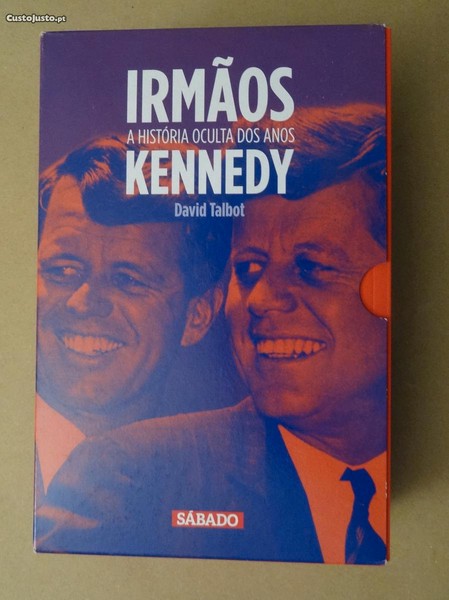 CustoJusto.pt
IRMÃOS
A HISTÓRIA OCULTA DOS ANOS
KENNEDY
David Talbot
SÁBADO